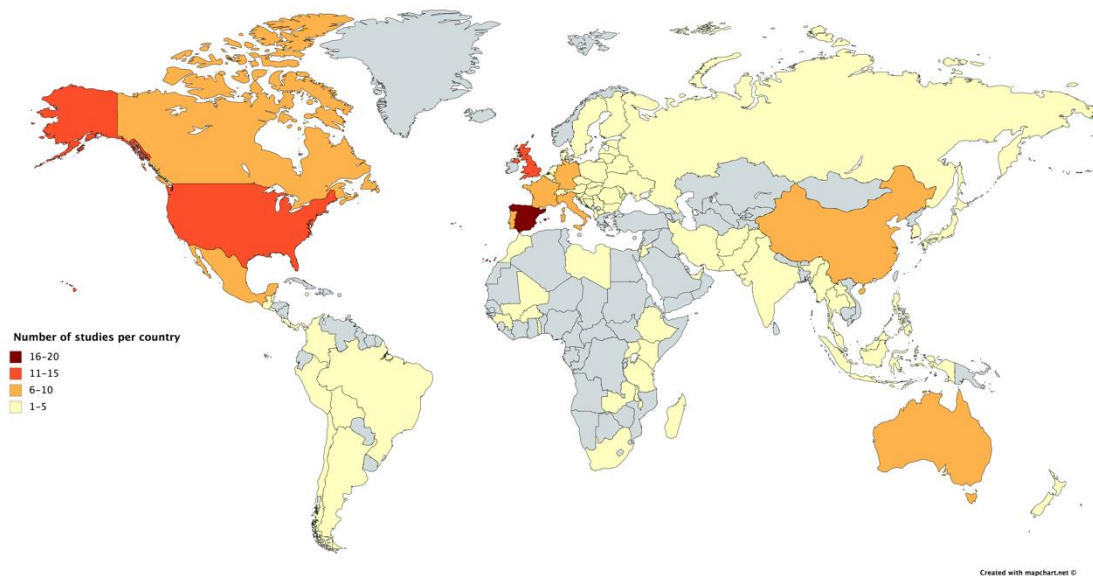 Number of studies per country
16-20
11-15
6-10
1-5
Created with mapchart.net ©